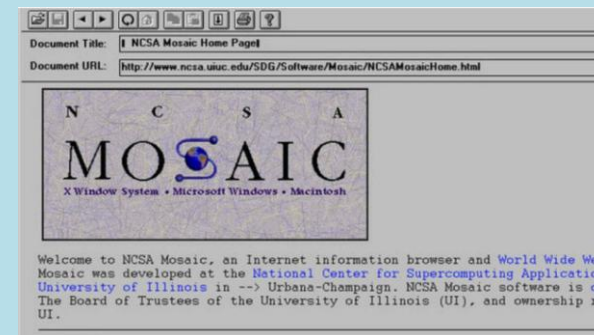 Document Title: NCSA Mosaic Home Page
Document URL: http://www.ncsa.uiuc.edu/SDG/Software/Mosaic/NCSAMosaicHome.html
N C S A
MOSAIC
X Window System • Microsoft Windows • Macintosh
Welcome to NCSA Mosaic, an Internet information browser and World Wide
Mosaic was developed at the National Center for Supercomputing
University of Illinois in --> Urbana-Champaign. NCSA Mosaic software is
The Board of Trustees of the University of Illinois (UI), and ownership
UI.